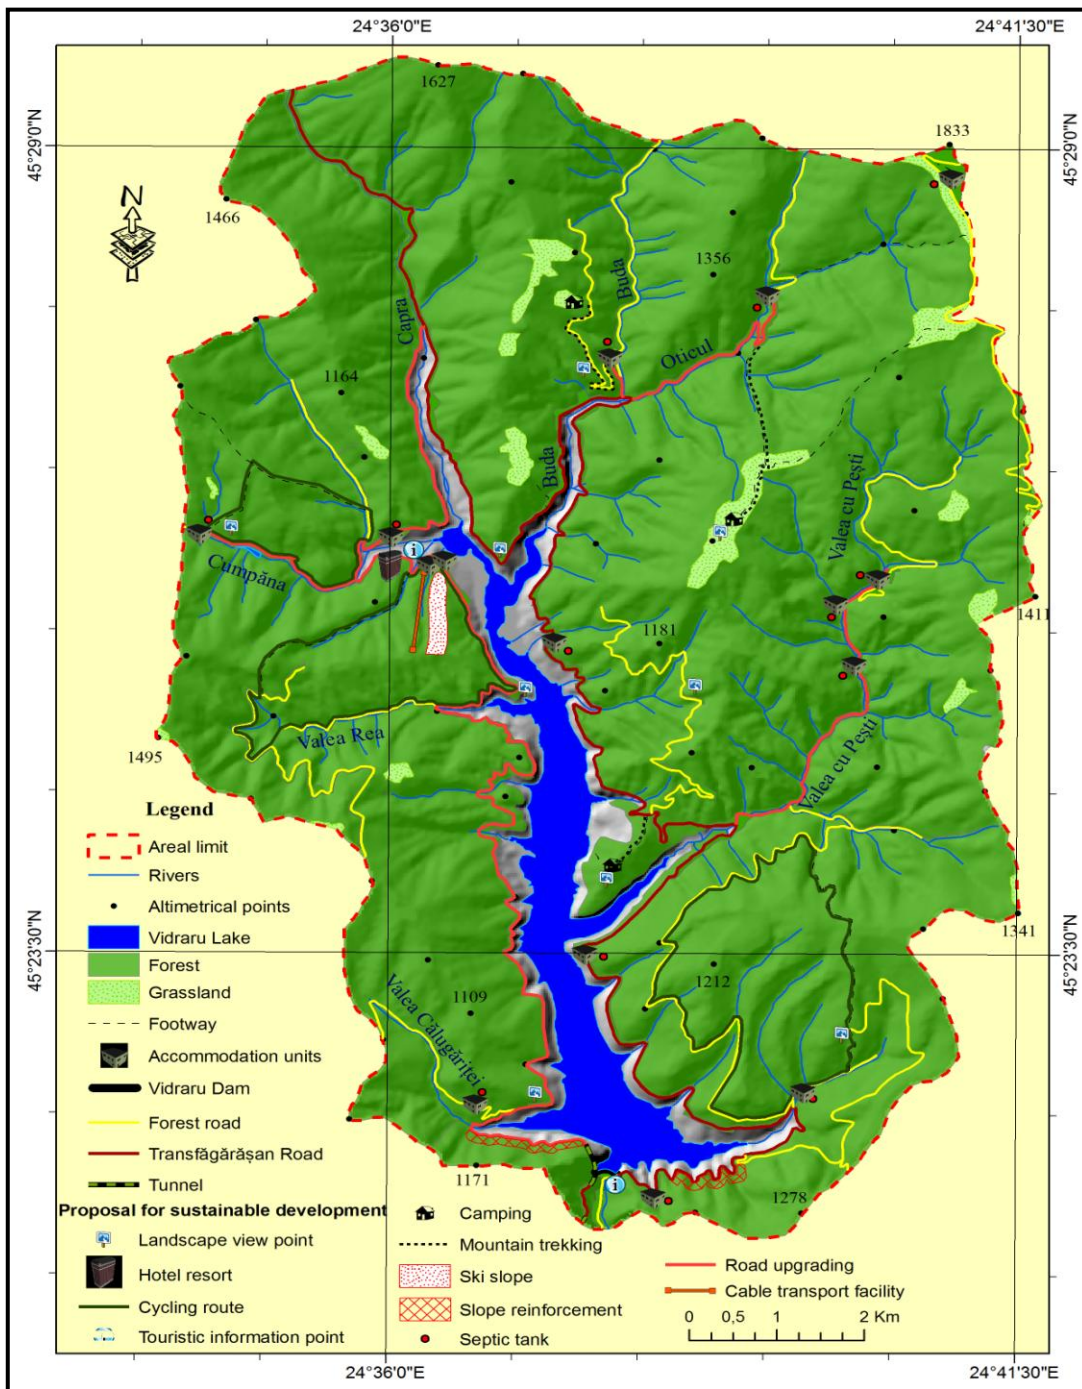 24°36'0"E
24°41'30"E
1627
45°29'0"N
45°29'0"N
1833
N
1466
1356
Buda
Capra
Oticul
1164
Buda
Valea cu Pești
Cumpăna
i
1411
1181
Valea Rea
1495
Valea cu Pești
Legend
Areal limit
Rivers
Altimetrical points
Vidraru Lake
Forest
Grassland
Footway
Accommodation units
Vidraru Dam
Forest road
Transfăgărășan Road
Tunnel
Proposal for sustainable development
Landscape view point
Hotel resort
Cycling route
Touristic information point
Camping
Mountain trekking
Ski slope
Slope reinforcement
Septic tank
Road upgrading
Cable transport facility
0 0,5 1 2 Km
1341
45°23'30"N
45°23'30"N
1212
1109
Valea Călugăriței
1171
i
1278
24°36'0"E
24°41'30"E